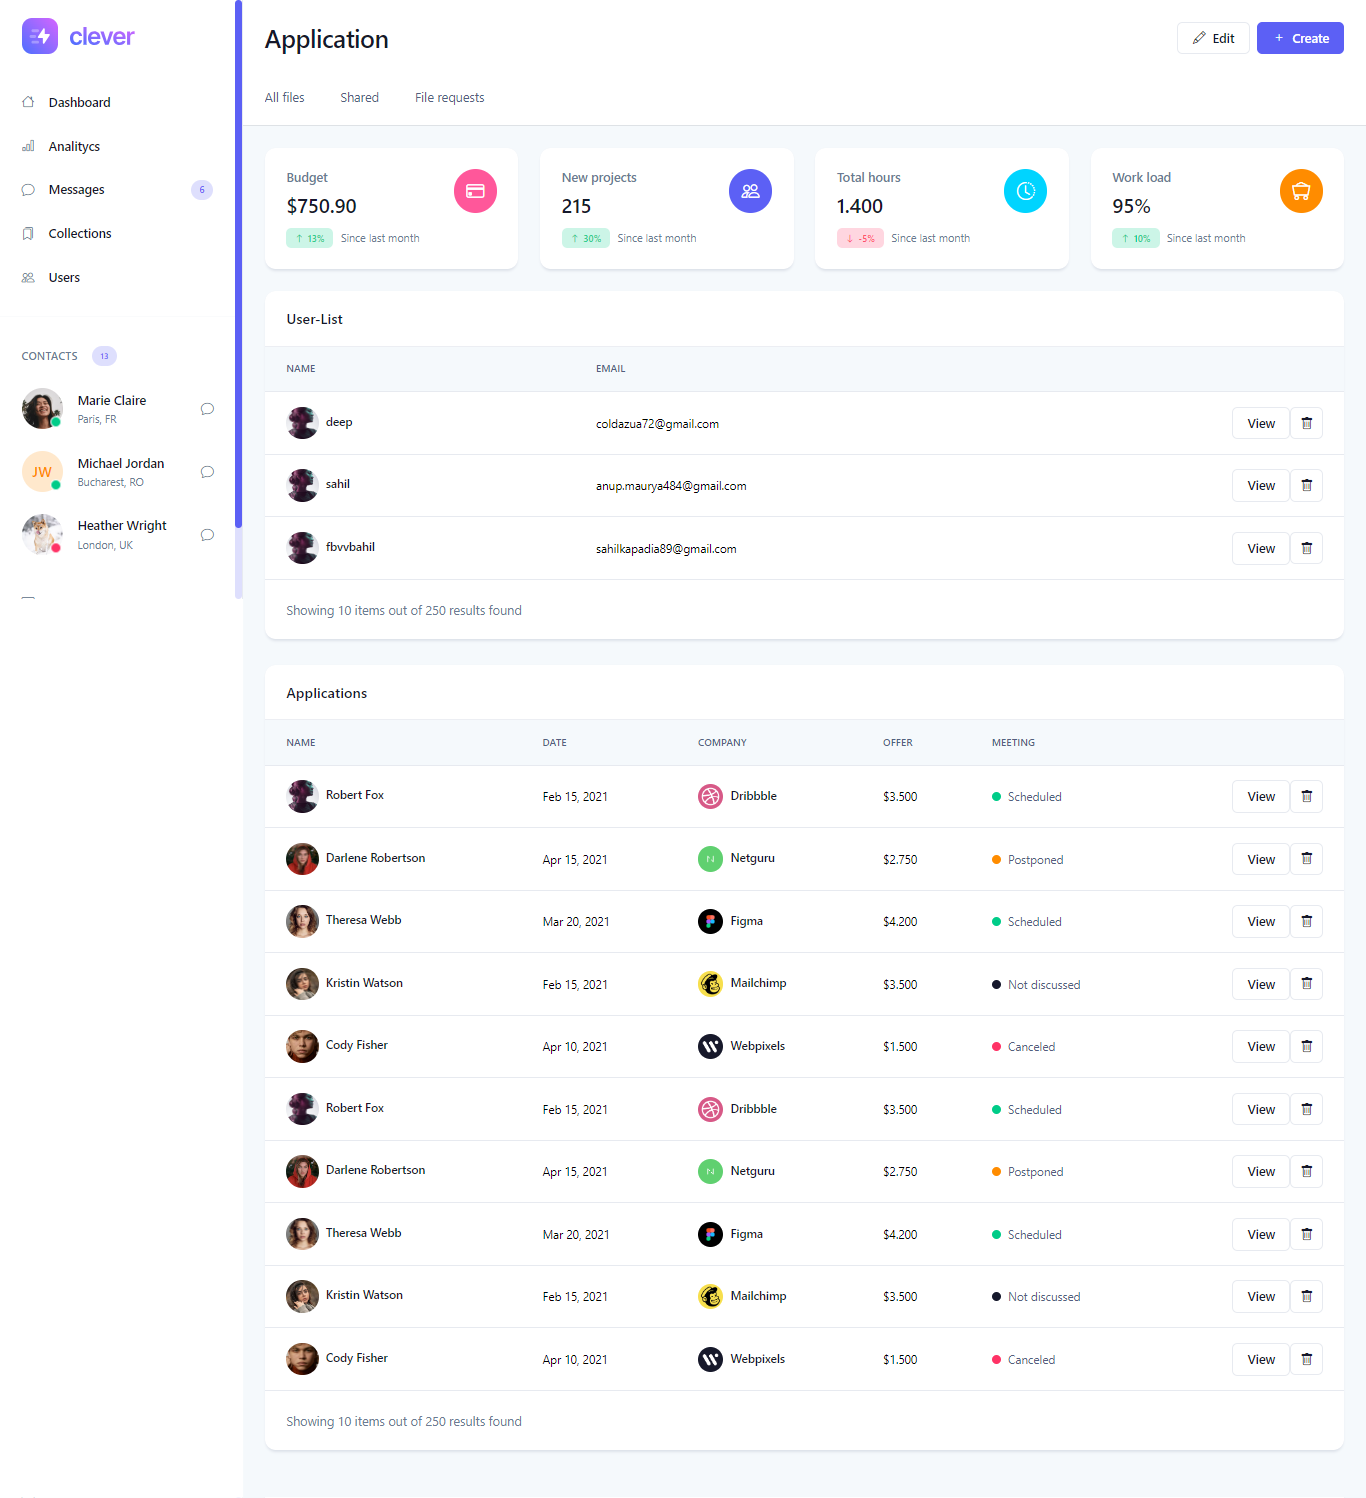 clever
Dashboard
Analitycs
Messages 6
Collections
Users
CONTACTS 13
Marie Claire
Paris, FR
JW
Michael Jordan
Bucharest, RO
Heather Wright
London, UK
Application
Edit
+ Create
All files Shared File requests
Budget
$750.90
↑ 13% Since last month
New projects
215
↑ 30% Since last month
Total hours
1.400
↓ -5% Since last month
Work load
95%
↑ 10% Since last month
User-List
NAME EMAIL
deep coldazua72@gmail.com View
sahil anup.maurya484@gmail.com View
fbvvbahil sahilkapadia89@gmail.com View
Showing 10 items out of 250 results found
Applications
NAME DATE COMPANY OFFER MEETING
Robert Fox Feb 15, 2021 Dribbble $3.500 Scheduled View
Darlene Robertson Apr 15, 2021 N Netguru $2.750 Postponed View
Theresa Webb Mar 20, 2021 Figma $4.200 Scheduled View
Kristin Watson Feb 15, 2021 Mailchimp $3.500 Not discussed View
Cody Fisher Apr 10, 2021 Webpixels $1.500 Canceled View
Robert Fox Feb 15, 2021 Dribbble $3.500 Scheduled View
Darlene Robertson Apr 15, 2021 N Netguru $2.750 Postponed View
Theresa Webb Mar 20, 2021 Figma $4.200 Scheduled View
Kristin Watson Feb 15, 2021 Mailchimp $3.500 Not discussed View
Cody Fisher Apr 10, 2021 Webpixels $1.500 Canceled View
Showing 10 items out of 250 results found